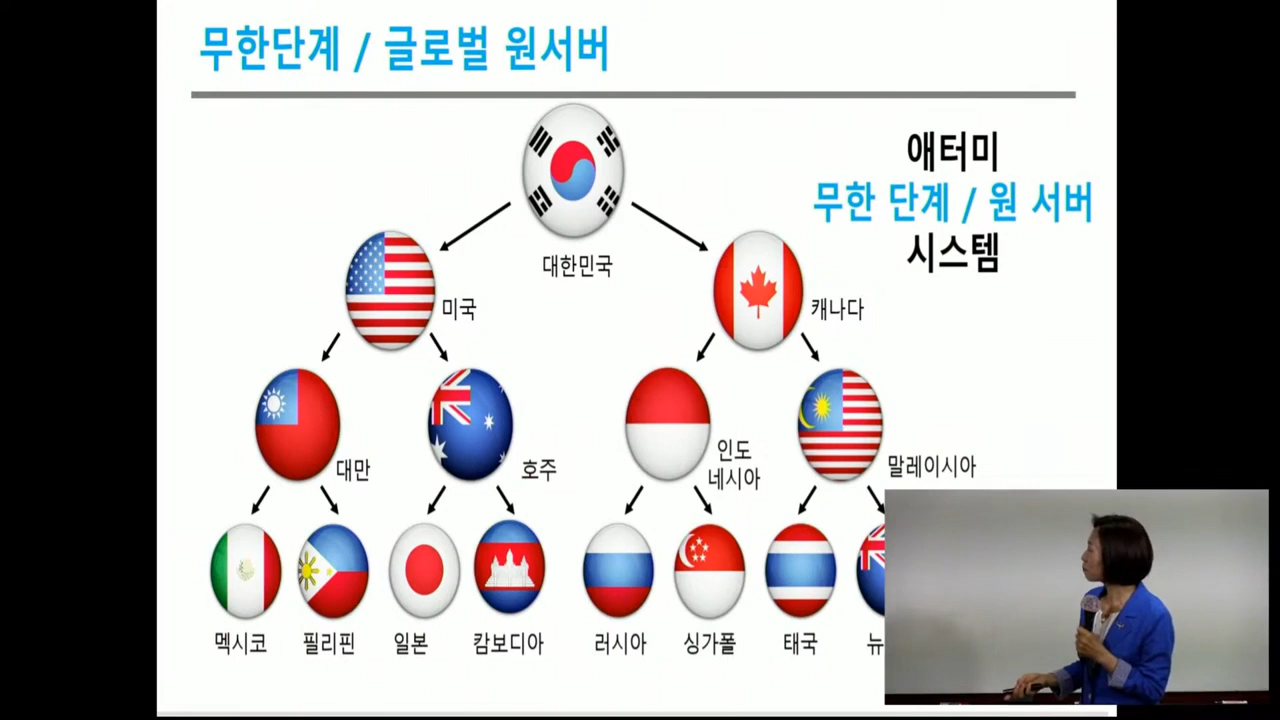 무한단계 / 글로벌 원서버
애터미
무한 단계 / 원 서버
시스템
대한민국
미국
캐나다
대만
호주
인도
네시아
말레이시아
멕시코
필리핀
일본
캄보디아
러시아
싱가폴
태국
뉴